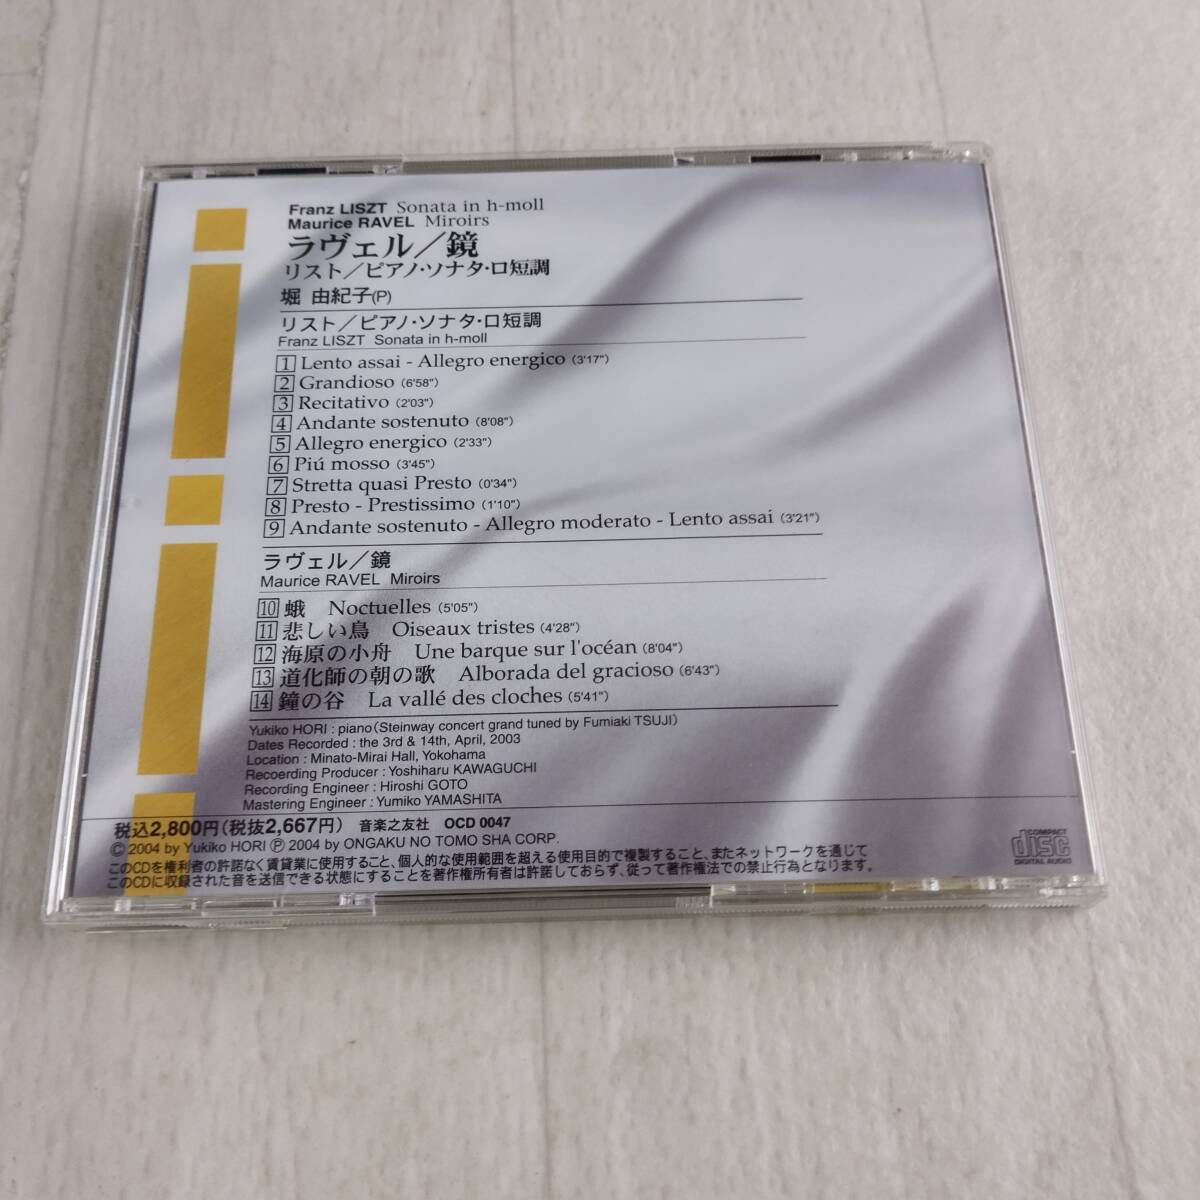 Franz LISZT Sonata in h-moll
Maurice RAVEL Miroirs
ラヴェル／鏡
リスト／ピアノ･ソナタ･ロ短調
堀 由紀子(P)
リスト／ピアノ･ソナタ･ロ短調
Franz LISZT Sonata in h-moll
1 Lento assai - Allegro energico (3'17")
2 Grandioso (6'58")
3 Recitativo (2'03")
4 Andante sostenuto (8'08")
5 Allegro energico (2'33")
6 Piú mosso (3'45")
7 Stretta quasi Presto (0'34")
8 Presto - Prestissimo (1'10")
9 Andante sostenuto - Allegro moderato - Lento assai (3'21")
ラヴェル／鏡
Maurice RAVEL Miroirs
10 蛾 Noctuelles (5'05")
11 悲しい鳥 Oiseaux tristes (4'28")
12 海原の小舟 Une barque sur l'océan (8'04")
13 道化師の朝の歌 Alborada del gracioso (6'43")
14 鐘の谷 La vallé des cloches (5'41")
Yukiko HORI : piano (Steinway concert grand tuned by Fumiaki TSUJI)
Dates Recorded : the 3rd & 14th, April, 2003
Location : Minato-Mirai Hall, Yokohama
Recoerding Producer : Yoshiharu KAWAGUCHI
Recording Engineer : Hiroshi GOTO
Mastering Engineer : Yumiko YAMASHITA
税込2,800円(税抜2,667円) 音楽之友社 OCD 0047
© 2004 by Yukiko HORI ℗ 2004 by ONGAKU NO TOMO SHA CORP.
このCDを権利者の許諾なく賃貸業に使用すること、個人的な使用範囲を超える使用目的で複製すること、またネットワークを通じて
このCDに収録された音を送信できる状態にすることを著作権所有者は許諾しておらず、従って著作権法での禁止行為となります。
COMPACT
disc
DIGITAL AUDIO